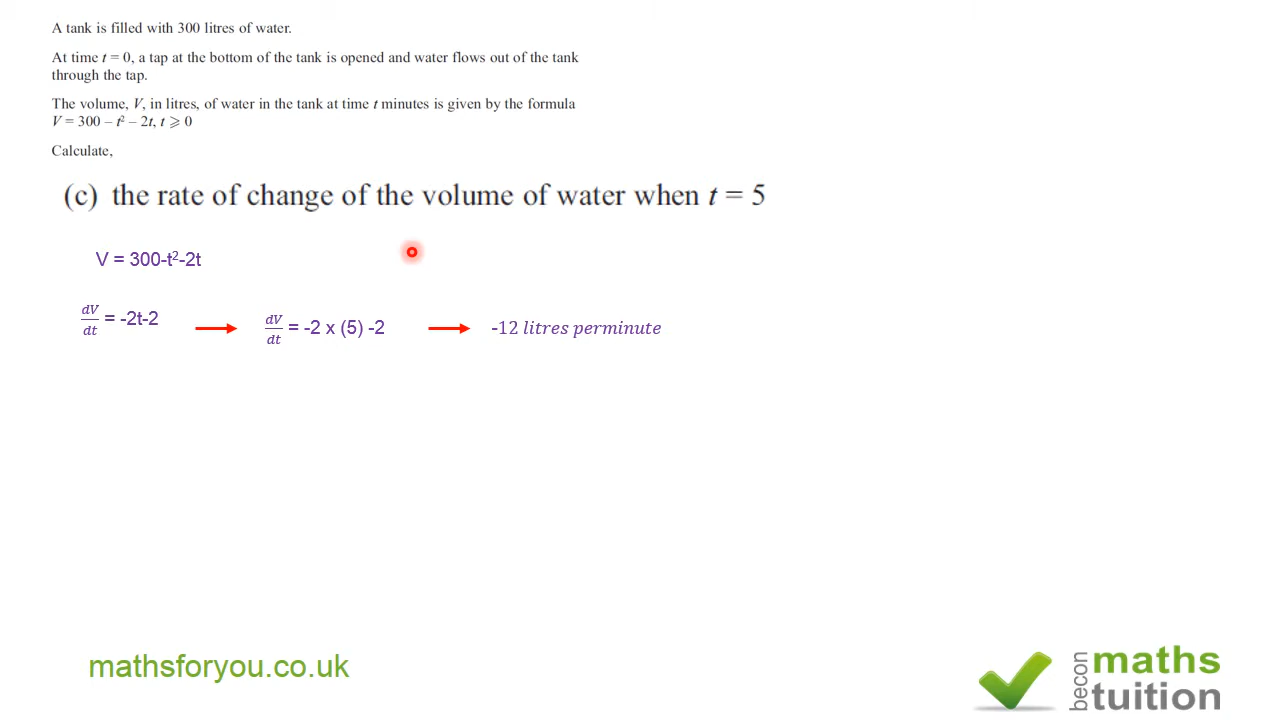 A tank is filled with 300 litres of water.
At time t = 0, a tap at the bottom of the tank is opened and water flows out of the tank
through the tap.
The volume, V, in litres, of water in the tank at time t minutes is given by the formula
V = 300 – t² – 2t, t ⩾ 0
Calculate,
(c) the rate of change of the volume of water when t = 5
V = 300-t²-2t
dV/dt = -2t-2 → dV/dt = -2 x (5) -2 → -12 litres perminute
mathsforyou.co.uk
becon maths tuition